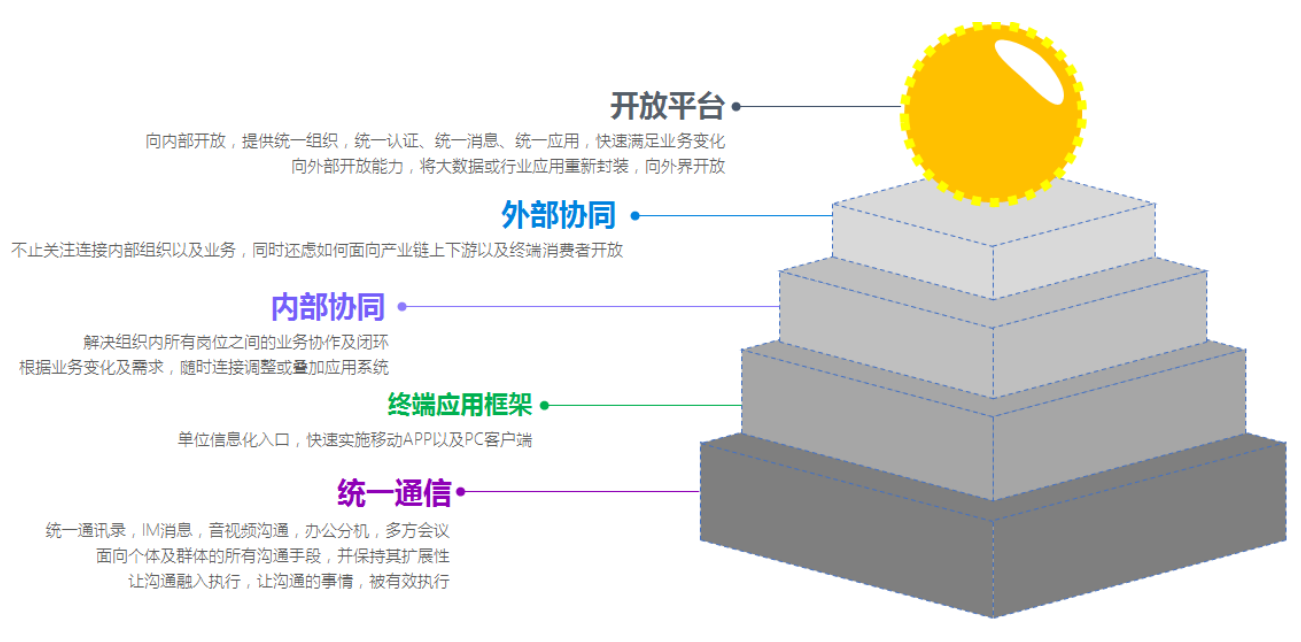 开放平台
向内部开放，提供统一组织，统一认证、统一消息、统一应用，快速满足业务变化
向外部开放能力，将大数据或行业应用重新封装，向外界开放
外部协同
不止关注连接内部组织以及业务，同时还虑如何面向产业链上下游以及终端消费者开放
内部协同
解决组织内所有岗位之间的业务协作及闭环
根据业务变化及需求，随时连接调整或叠加应用系统
终端应用框架
单位信息化入口，快速实施移动APP以及PC客户端
统一通信
统一通讯录，IM消息，音视频沟通，办公分机，多方会议
面向个体及群体的所有沟通手段，并保持其扩展性
让沟通融入执行，让沟通的事情，被有效执行